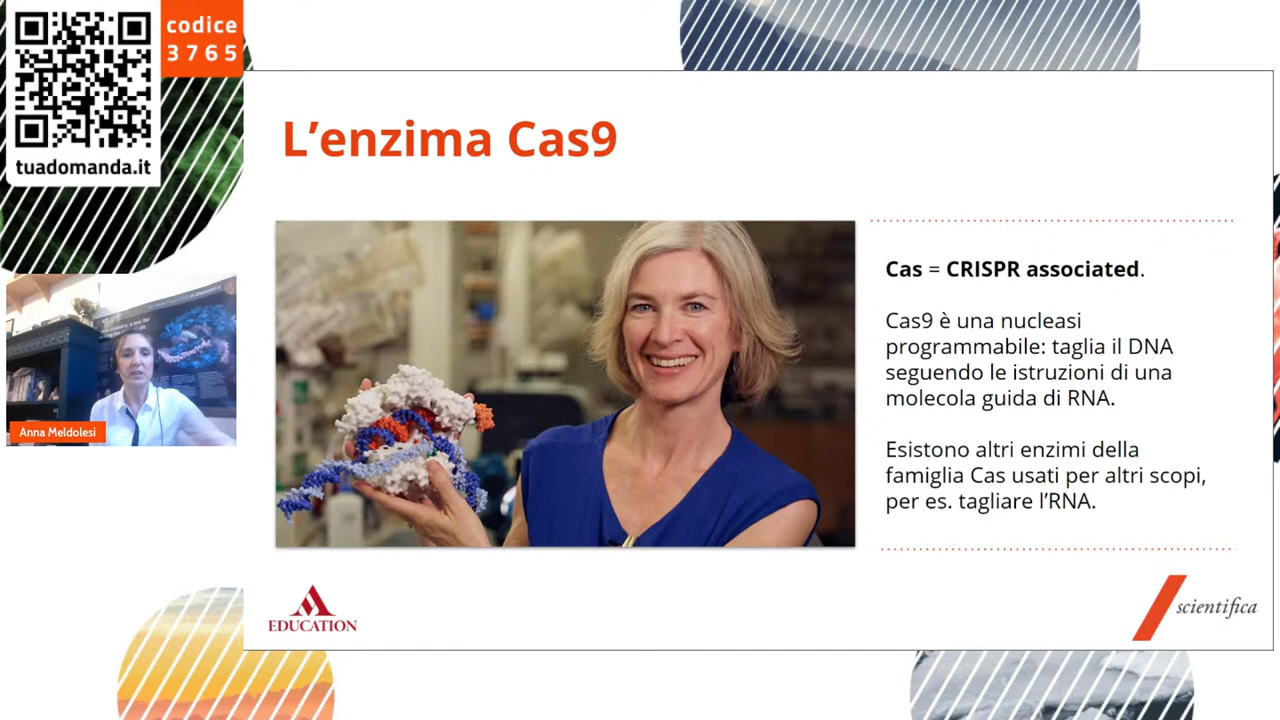 codice
3765
tuadomanda.it
L'enzima Cas9
Cas = CRISPR associated.
Cas9 è una nucleasi
programmabile: taglia il DNA
seguendo le istruzioni di una
molecola guida di RNA.
Esistono altri enzimi della
famiglia Cas usati per altri scopi,
per es. tagliare l'RNA.
Anna Meldolesi
EDUCATION
scientifica